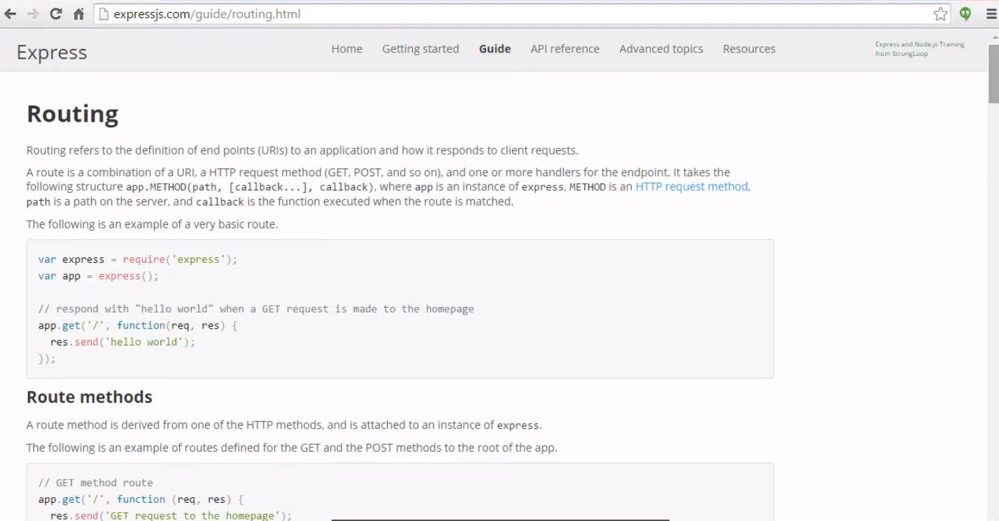 expressjs.com/guide/routing.html
Express
Home Getting started Guide API reference Advanced topics Resources
Express and Node.js Training
from StrongLoop
Routing
Routing refers to the definition of end points (URIs) to an application and how it responds to client requests.
A route is a combination of a URI, a HTTP request method (GET, POST, and so on), and one or more handlers for the endpoint. It takes the
following structure app.METHOD(path, [callback...], callback), where app is an instance of express, METHOD is an HTTP request method,
path is a path on the server, and callback is the function executed when the route is matched.
The following is an example of a very basic route.
var express = require('express');
var app = express();
// respond with "hello world" when a GET request is made to the homepage
app.get('/', function(req, res) {
  res.send('hello world');
});
Route methods
A route method is derived from one of the HTTP methods, and is attached to an instance of express.
The following is an example of routes defined for the GET and the POST methods to the root of the app.
// GET method route
app.get('/', function (req, res) {
  res.send('GET request to the homepage');